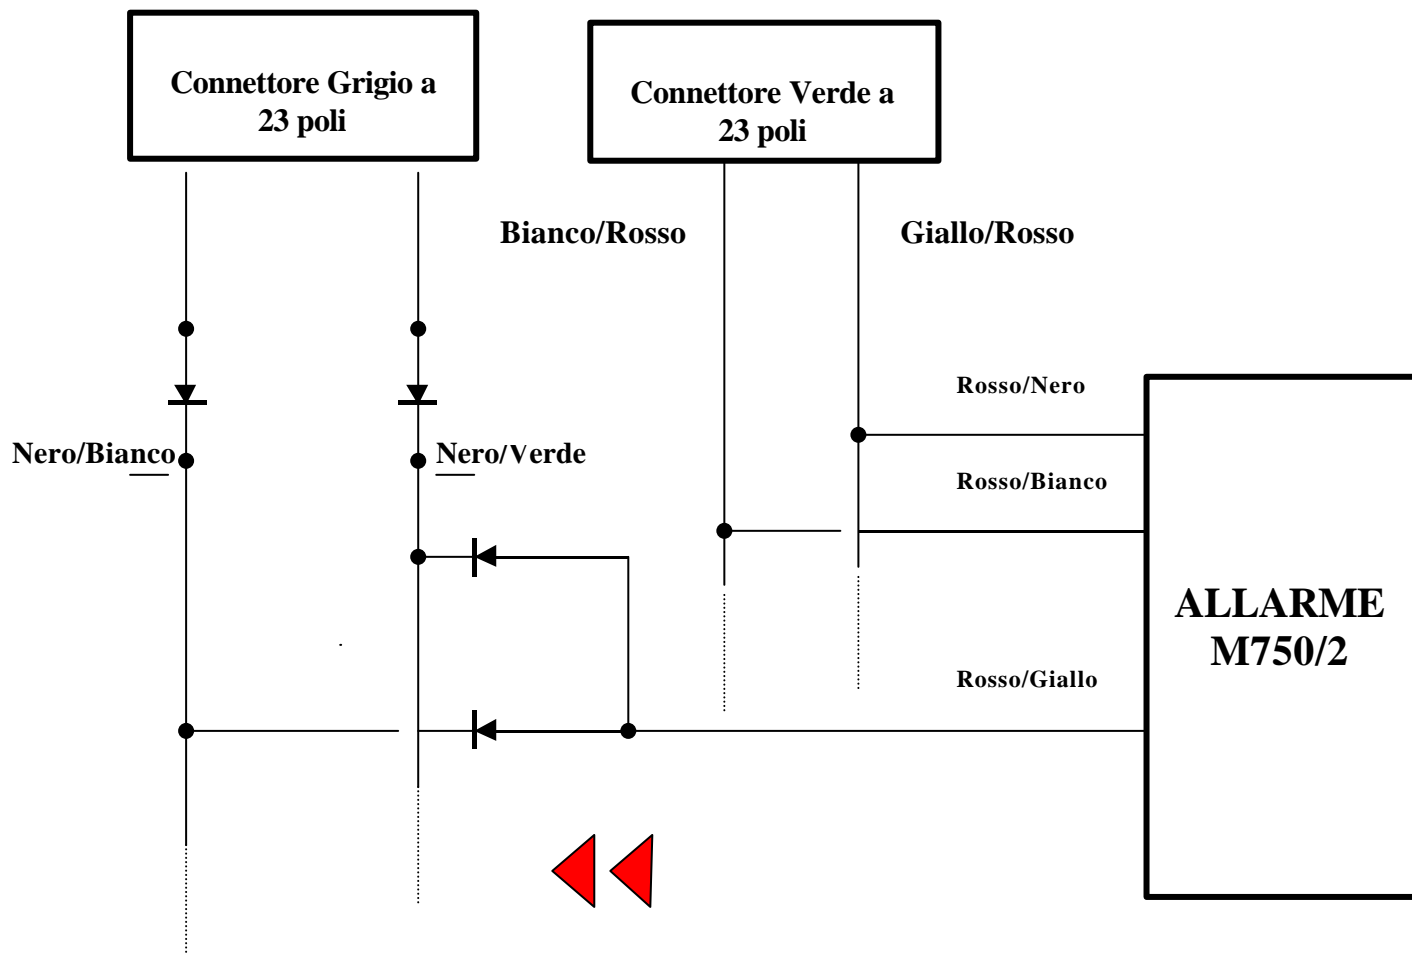 Connettore Grigio a
23 poli
Connettore Verde a
23 poli
Bianco/Rosso
Giallo/Rosso
Rosso/Nero
Nero/Bianco
Nero/Verde
Rosso/Bianco
ALLARME
M750/2
Rosso/Giallo